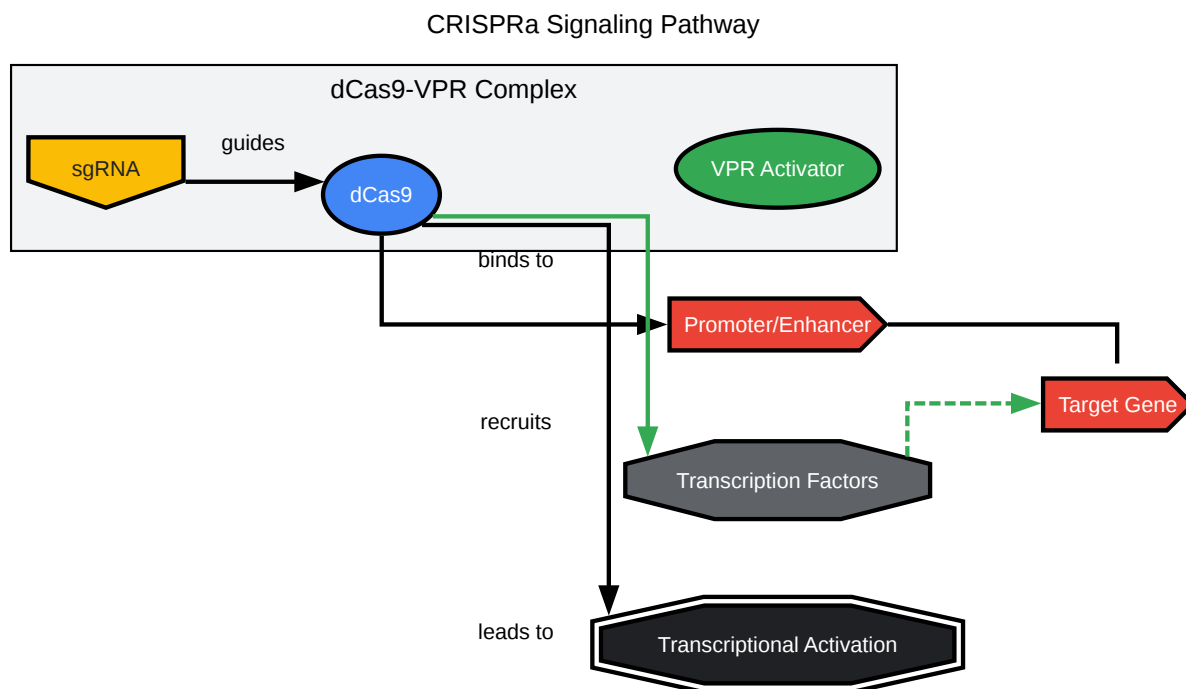 CRISPRa Signaling Pathway
dCas9-VPR Complex
guides
sgRNA
VPR Activator
dCas9
binds to
Promoter/Enhancer
Target Gene
recruits
Transcription Factors
leads to
Transcriptional Activation